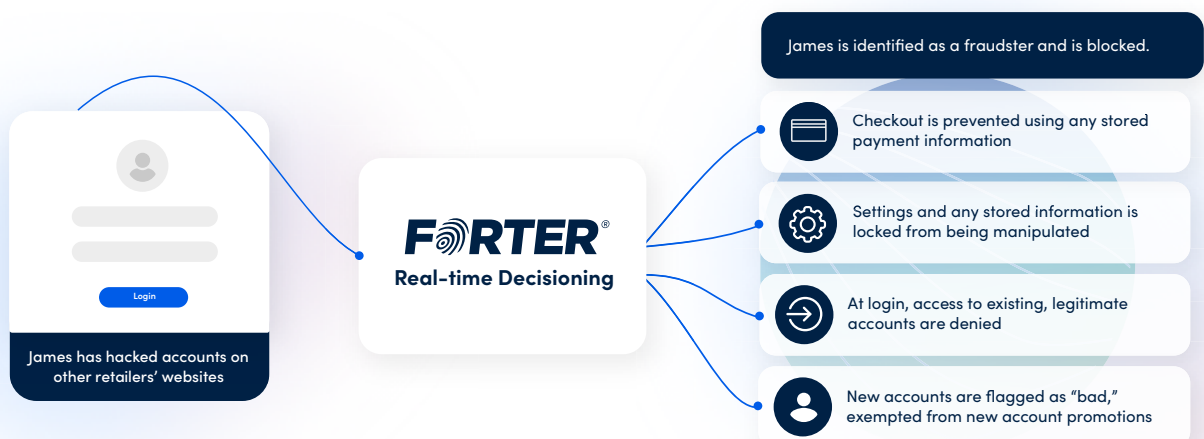 Login
James has hacked accounts on
other retailers’ websites
FORTER®
Real-time Decisioning
James is identified as a fraudster and is blocked.
Checkout is prevented using any stored
payment information
Settings and any stored information is
locked from being manipulated
At login, access to existing, legitimate
accounts are denied
New accounts are flagged as “bad,”
exempted from new account promotions